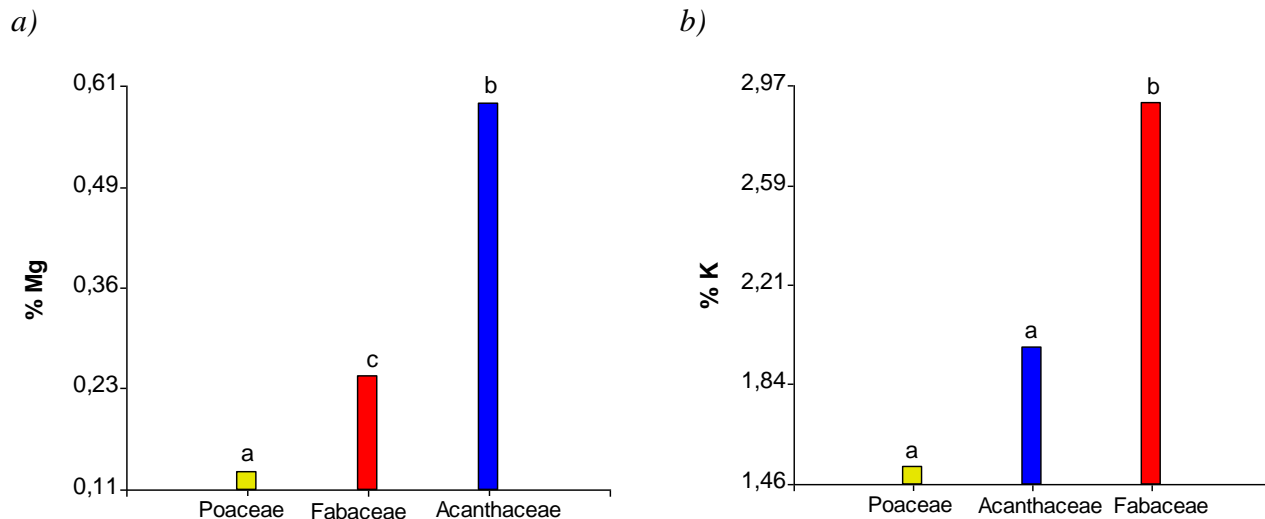 a)
0,61
0,49
0,36
0,23
0,11
% Mg
a
c
b
Poaceae Fabaceae Acanthaceae
b)
2,97
2,59
2,21
1,84
1,46
% K
a
a
b
Poaceae Acanthaceae Fabaceae